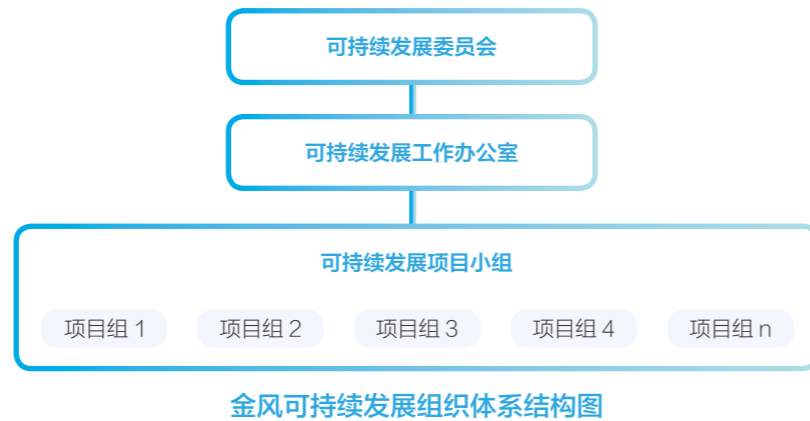 可持续发展委员会
可持续发展工作办公室
可持续发展项目小组
项目组 1 项目组 2 项目组 3 项目组 4 项目组 n
金风可持续发展组织体系结构图